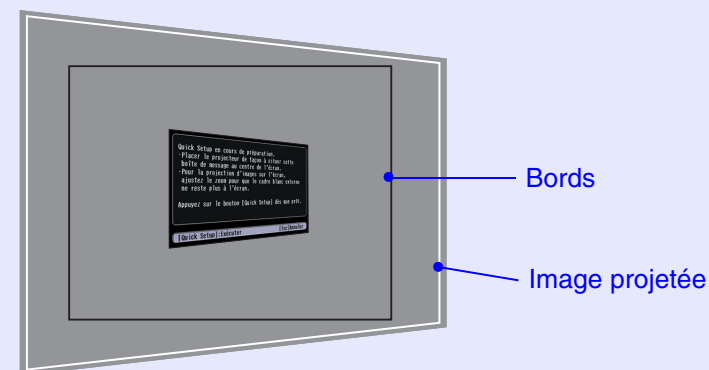 Quick Setup en cours de préparation.
·Placer le projecteur de façon à situer cette
boîte de message au centre de l'écran.
·Pour la projection d'images sur l'écran,
ajustez le zoom pour que le cadre blanc externe
ne reste plus à l'écran.
Appuyez sur le bouton [Quick Setup] dès que prêt.
[Quick Setup]:Exécuter [Esc]Annuler
Bords
Image projetée